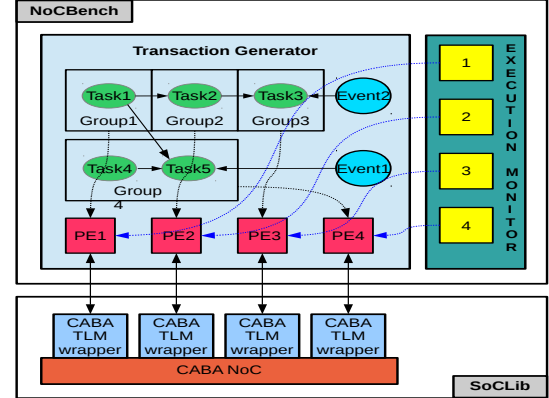 NoCBench
Transaction Generator
Task1
Task2
Task3
Event2
Group1
Group2
Group3
Task4
Task5
Event1
Group
4
PE1
PE2
PE3
PE4
1
2
3
4
EXECUTION MONITOR
CABA
TLM
wrapper
CABA
TLM
wrapper
CABA
TLM
wrapper
CABA
TLM
wrapper
CABA NoC
SoCLib